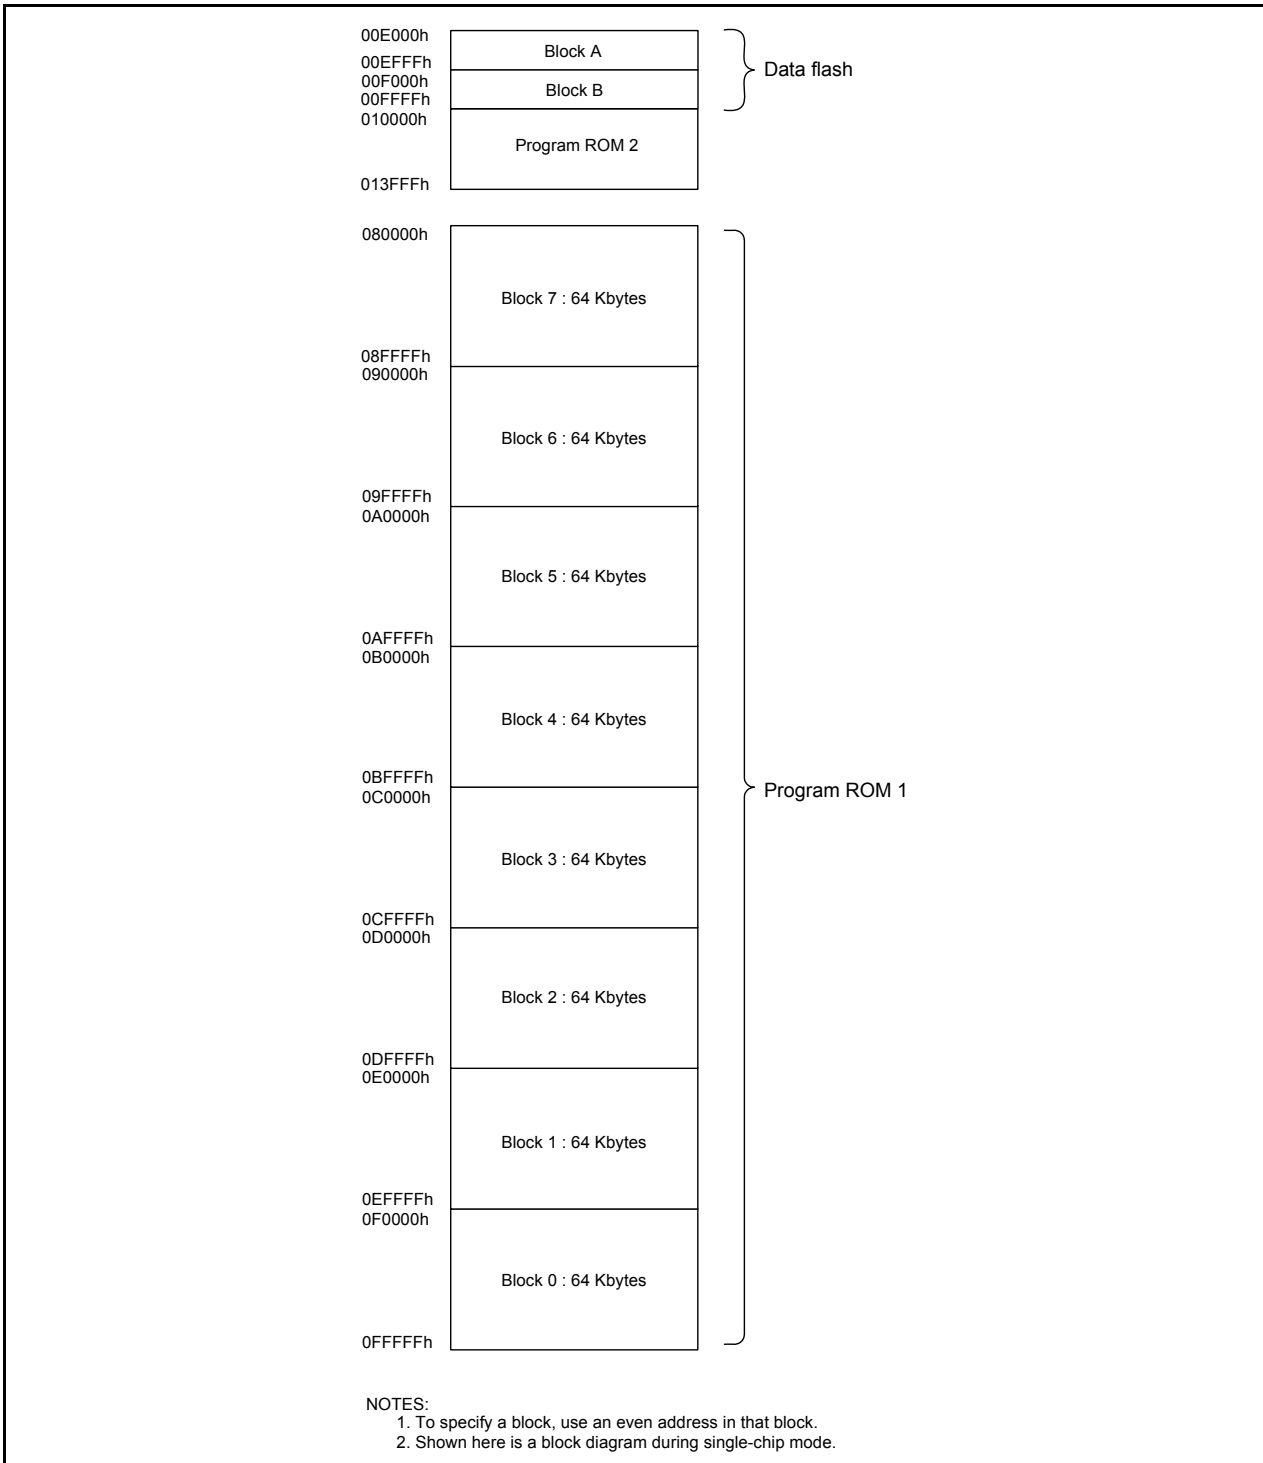 00E000h
Block A
00EFFFh
Data flash
00F000h
Block B
00FFFFh
010000h
Program ROM 2
013FFFh
080000h
Block 7 : 64 Kbytes
08FFFFh
090000h
Block 6 : 64 Kbytes
09FFFFh
0A0000h
Block 5 : 64 Kbytes
0AFFFFh
0B0000h
Block 4 : 64 Kbytes
0BFFFFh
Program ROM 1
0C0000h
Block 3 : 64 Kbytes
0CFFFFh
0D0000h
Block 2 : 64 Kbytes
0DFFFFh
0E0000h
Block 1 : 64 Kbytes
0EFFFFh
0F0000h
Block 0 : 64 Kbytes
0FFFFFh
NOTES:
1. To specify a block, use an even address in that block.
2. Shown here is a block diagram during single-chip mode.